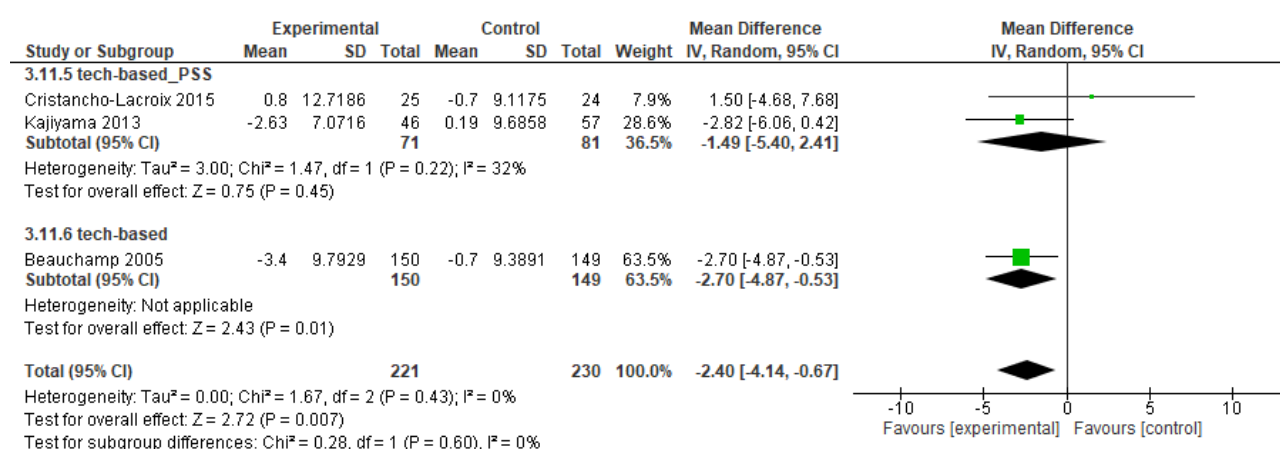 Experimental Control Mean Difference Mean Difference
Study or Subgroup Mean SD Total Mean SD Total Weight IV, Random, 95% CI IV, Random, 95% CI
3.11.5 tech-based_PSS
Cristancho-Lacroix 2015 0.8 12.7186 25 -0.7 9.1175 24 7.9% 1.50 [-4.68, 7.68]
Kajiyama 2013 -2.63 7.0716 46 0.19 9.6858 57 28.6% -2.82 [-6.06, 0.42]
Subtotal (95% CI) 71 81 36.5% -1.49 [-5.40, 2.41]
Heterogeneity: Tau² = 3.00; Chi² = 1.47, df = 1 (P = 0.22); I² = 32%
Test for overall effect: Z = 0.75 (P = 0.45)
3.11.6 tech-based
Beauchamp 2005 -3.4 9.7929 150 -0.7 9.3891 149 63.5% -2.70 [-4.87, -0.53]
Subtotal (95% CI) 150 149 63.5% -2.70 [-4.87, -0.53]
Heterogeneity: Not applicable
Test for overall effect: Z = 2.43 (P = 0.01)
Total (95% CI) 221 230 100.0% -2.40 [-4.14, -0.67]
Heterogeneity: Tau² = 0.00; Chi² = 1.67, df = 2 (P = 0.43); I² = 0%
Test for overall effect: Z = 2.72 (P = 0.007)
Test for subgroup differences: Chi² = 0.28, df = 1 (P = 0.60), I² = 0%
-10 -5 0 5 10
Favours [experimental] Favours [control]